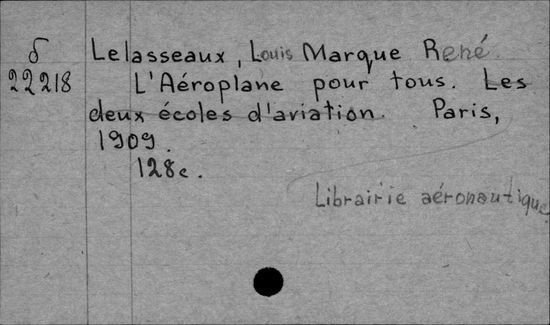 δ
22218
Lelasseaux, Louis Marque René
L'Aéroplane pour tous. Les
deux écoles d'aviation. Paris,
1909.
128c.
Librairie aéronautique.